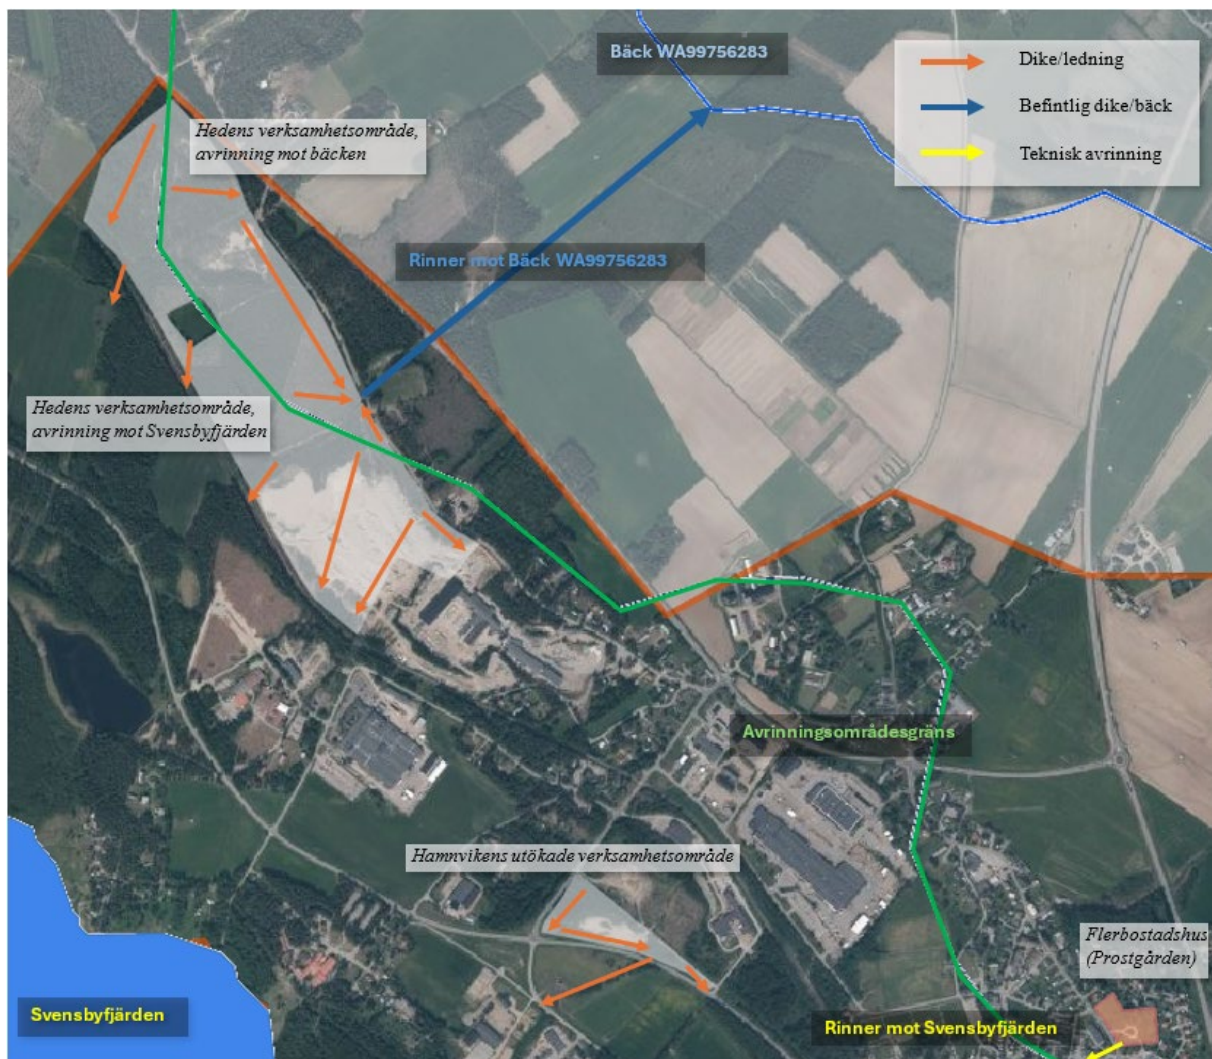 Bäck WA99756283
Dike/ledning
Befintlig dike/bäck
Teknisk avrinning
Hedens verksamhetsområde,
avrinning mot bäcken
Rinner mot Bäck WA99756283
Hedens verksamhetsområde,
avrinning mot Svensbyfjärden
Avrinningsområdesgräns
Hamnvikens utökade verksamhetsområde
Flerbostadshus
(Prostgården)
Svensbyfjärden
Rinner mot Svensbyfjärden